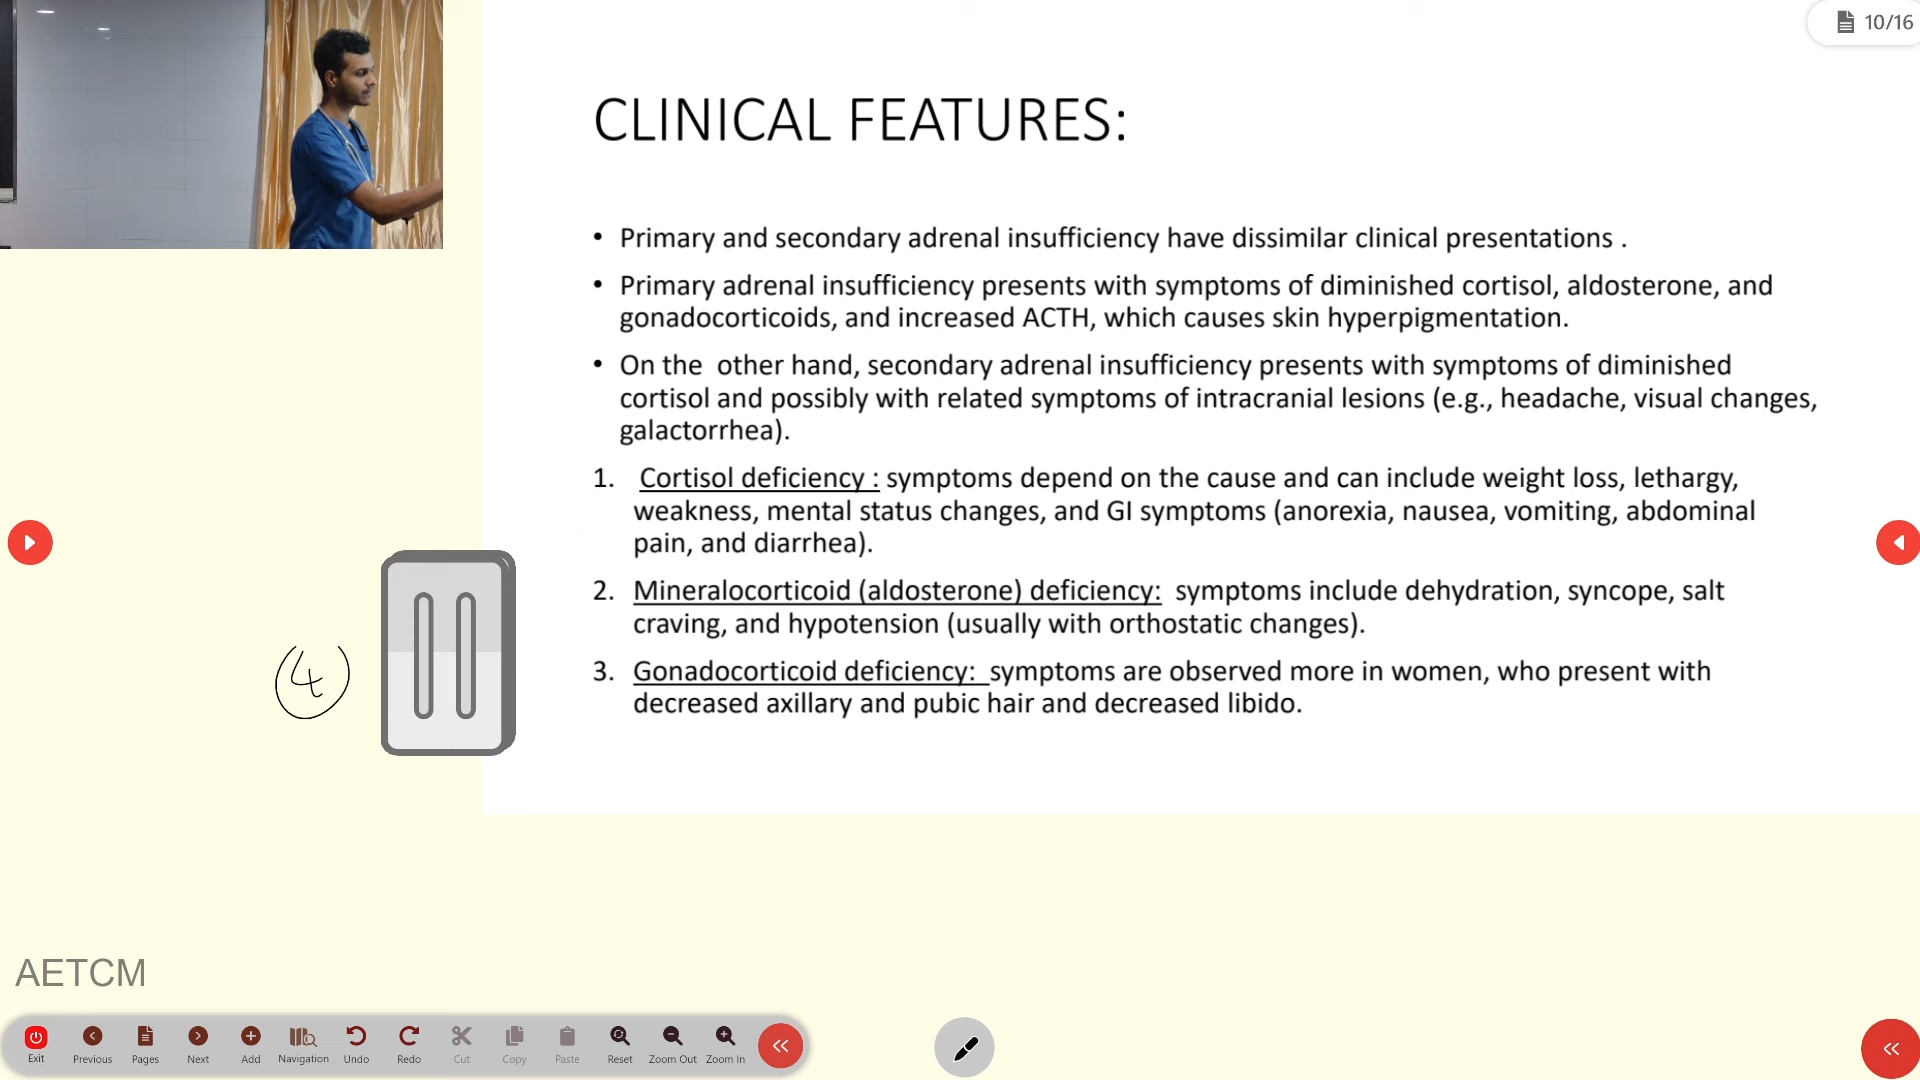 10/16
CLINICAL FEATURES:
• Primary and secondary adrenal insufficiency have dissimilar clinical presentations .
• Primary adrenal insufficiency presents with symptoms of diminished cortisol, aldosterone, and
gonadocorticoids, and increased ACTH, which causes skin hyperpigmentation.
• On the  other hand, secondary adrenal insufficiency presents with symptoms of diminished
cortisol and possibly with related symptoms of intracranial lesions (e.g., headache, visual changes,
galactorrhea).
1. Cortisol deficiency : symptoms depend on the cause and can include weight loss, lethargy,
weakness, mental status changes, and GI symptoms (anorexia, nausea, vomiting, abdominal
pain, and diarrhea).
2. Mineralocorticoid (aldosterone) deficiency:  symptoms include dehydration, syncope, salt
craving, and hypotension (usually with orthostatic changes).
3. Gonadocorticoid deficiency:  symptoms are observed more in women, who present with
decreased axillary and pubic hair and decreased libido.
4
AETCM
Exit Previous Pages Next Add Navigation Undo Redo Cut Copy Paste Reset Zoom Out Zoom In